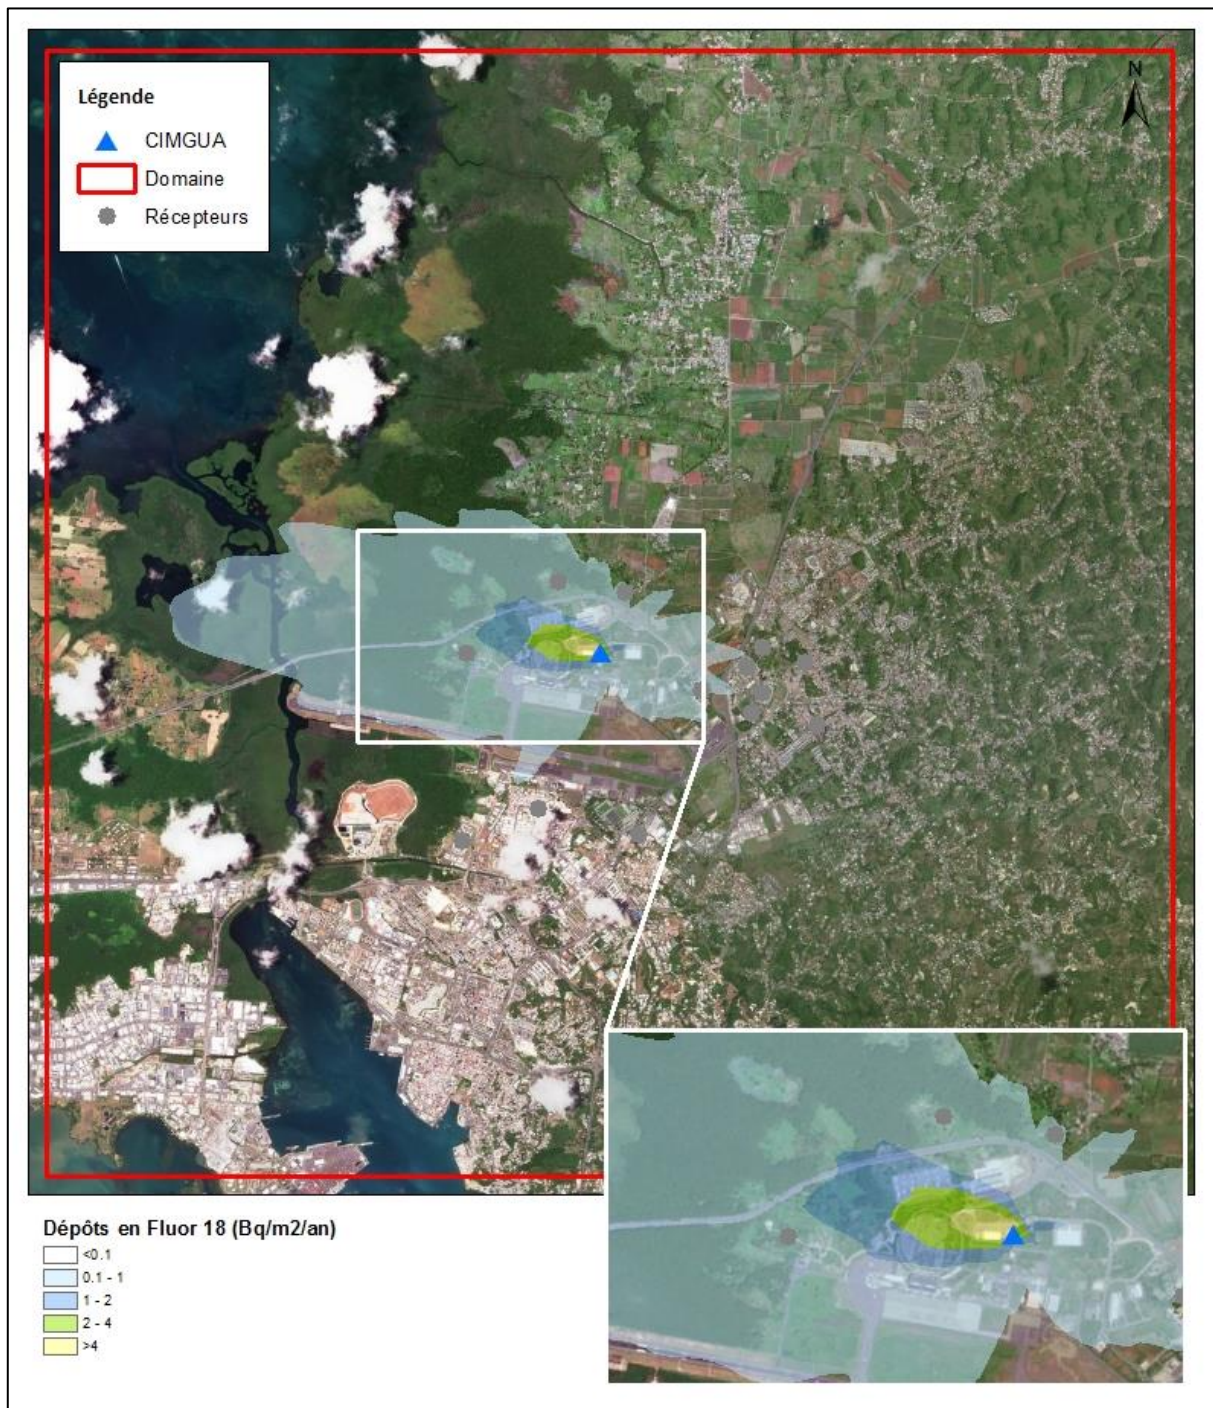 Légende
CIMGUA
Domaine
Récepteurs
N
Dépôts en Fluor 18 (Bq/m2/an)
<0.1
0.1 - 1
1 - 2
2 - 4
>4